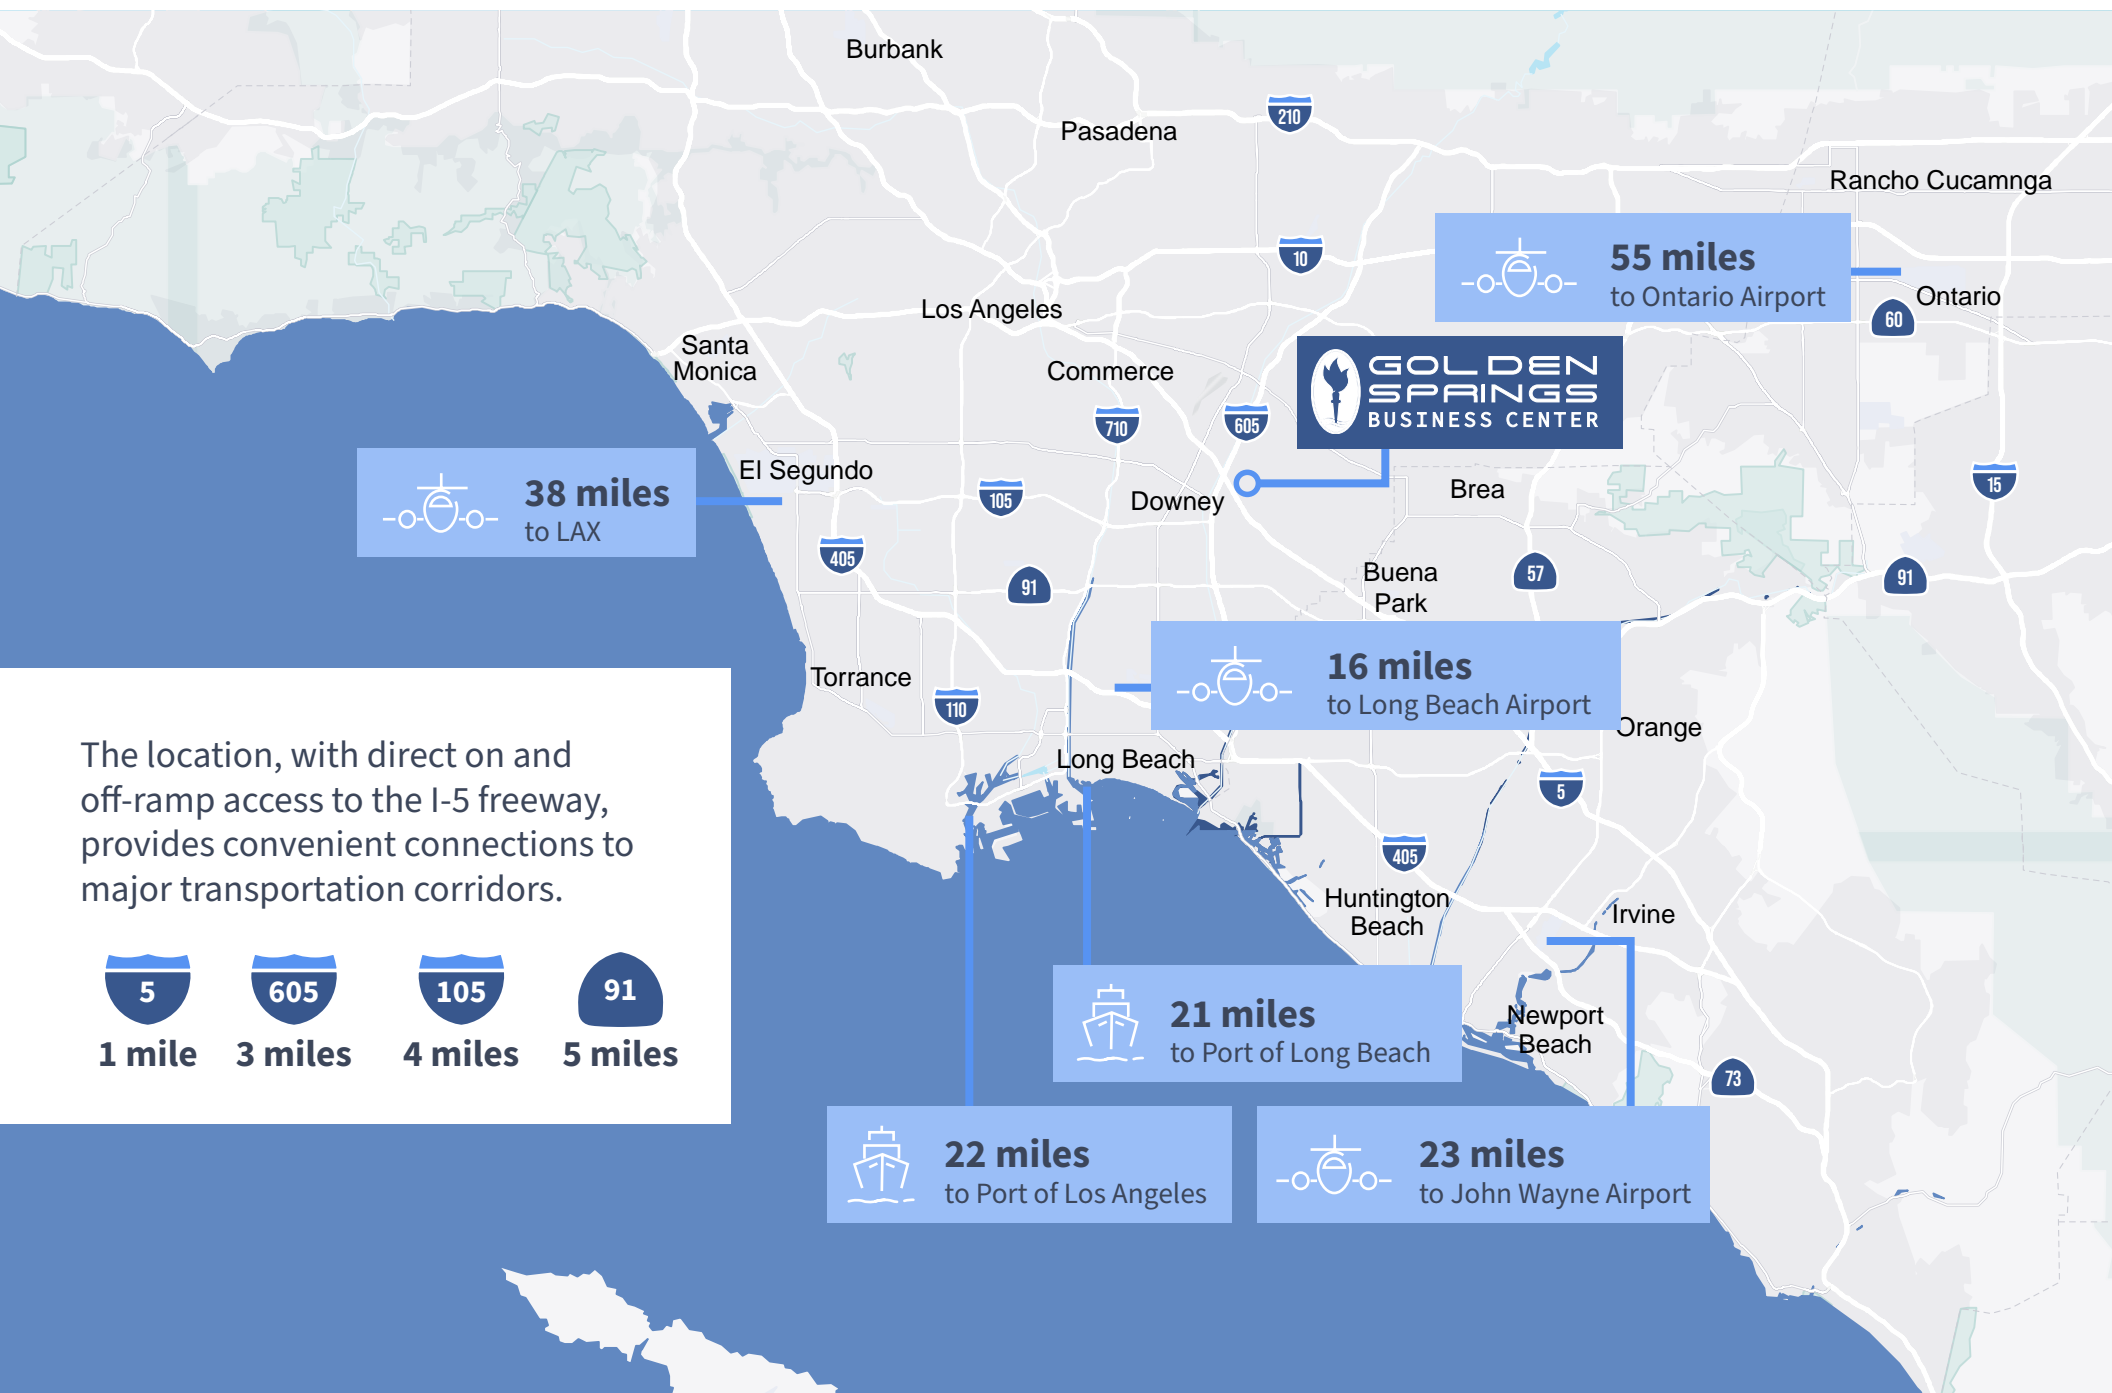 Burbank
210
Pasadena
Rancho Cucamnga
10
55 miles
to Ontario Airport
Ontario
60
Los Angeles
Santa
Monica
Commerce
GOLDEN
SPRINGS
BUSINESS CENTER
710
605
El Segundo
38 miles
to LAX
105
Downey
Brea
15
405
91
Buena
Park
57
91
16 miles
to Long Beach Airport
Torrance
110
Orange
Long Beach
5
405
The location, with direct on and
off-ramp access to the I-5 freeway,
provides convenient connections to
major transportation corridors.
5
605
105
91
1 mile
3 miles
4 miles
5 miles
Huntington
Beach
Irvine
21 miles
to Port of Long Beach
Newport
Beach
73
22 miles
to Port of Los Angeles
23 miles
to John Wayne Airport